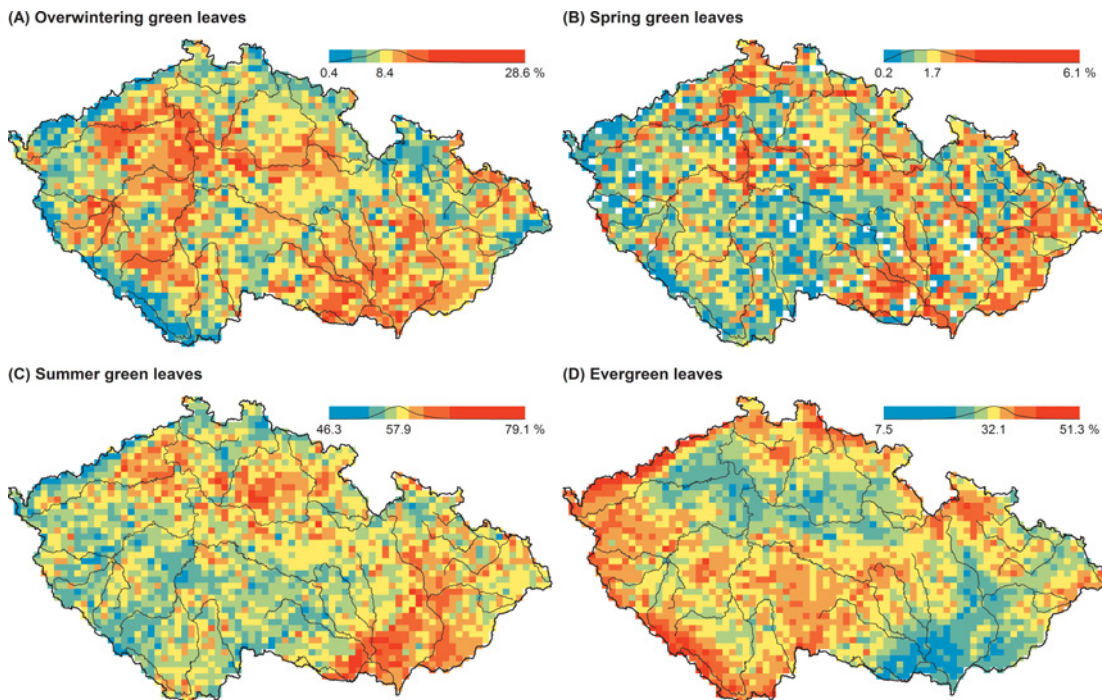 (A) Overwintering green leaves
0.4 8.4 28.6 %
(B) Spring green leaves
0.2 1.7 6.1 %
(C) Summer green leaves
46.3 57.9 79.1 %
(D) Evergreen leaves
7.5 32.1 51.3 %